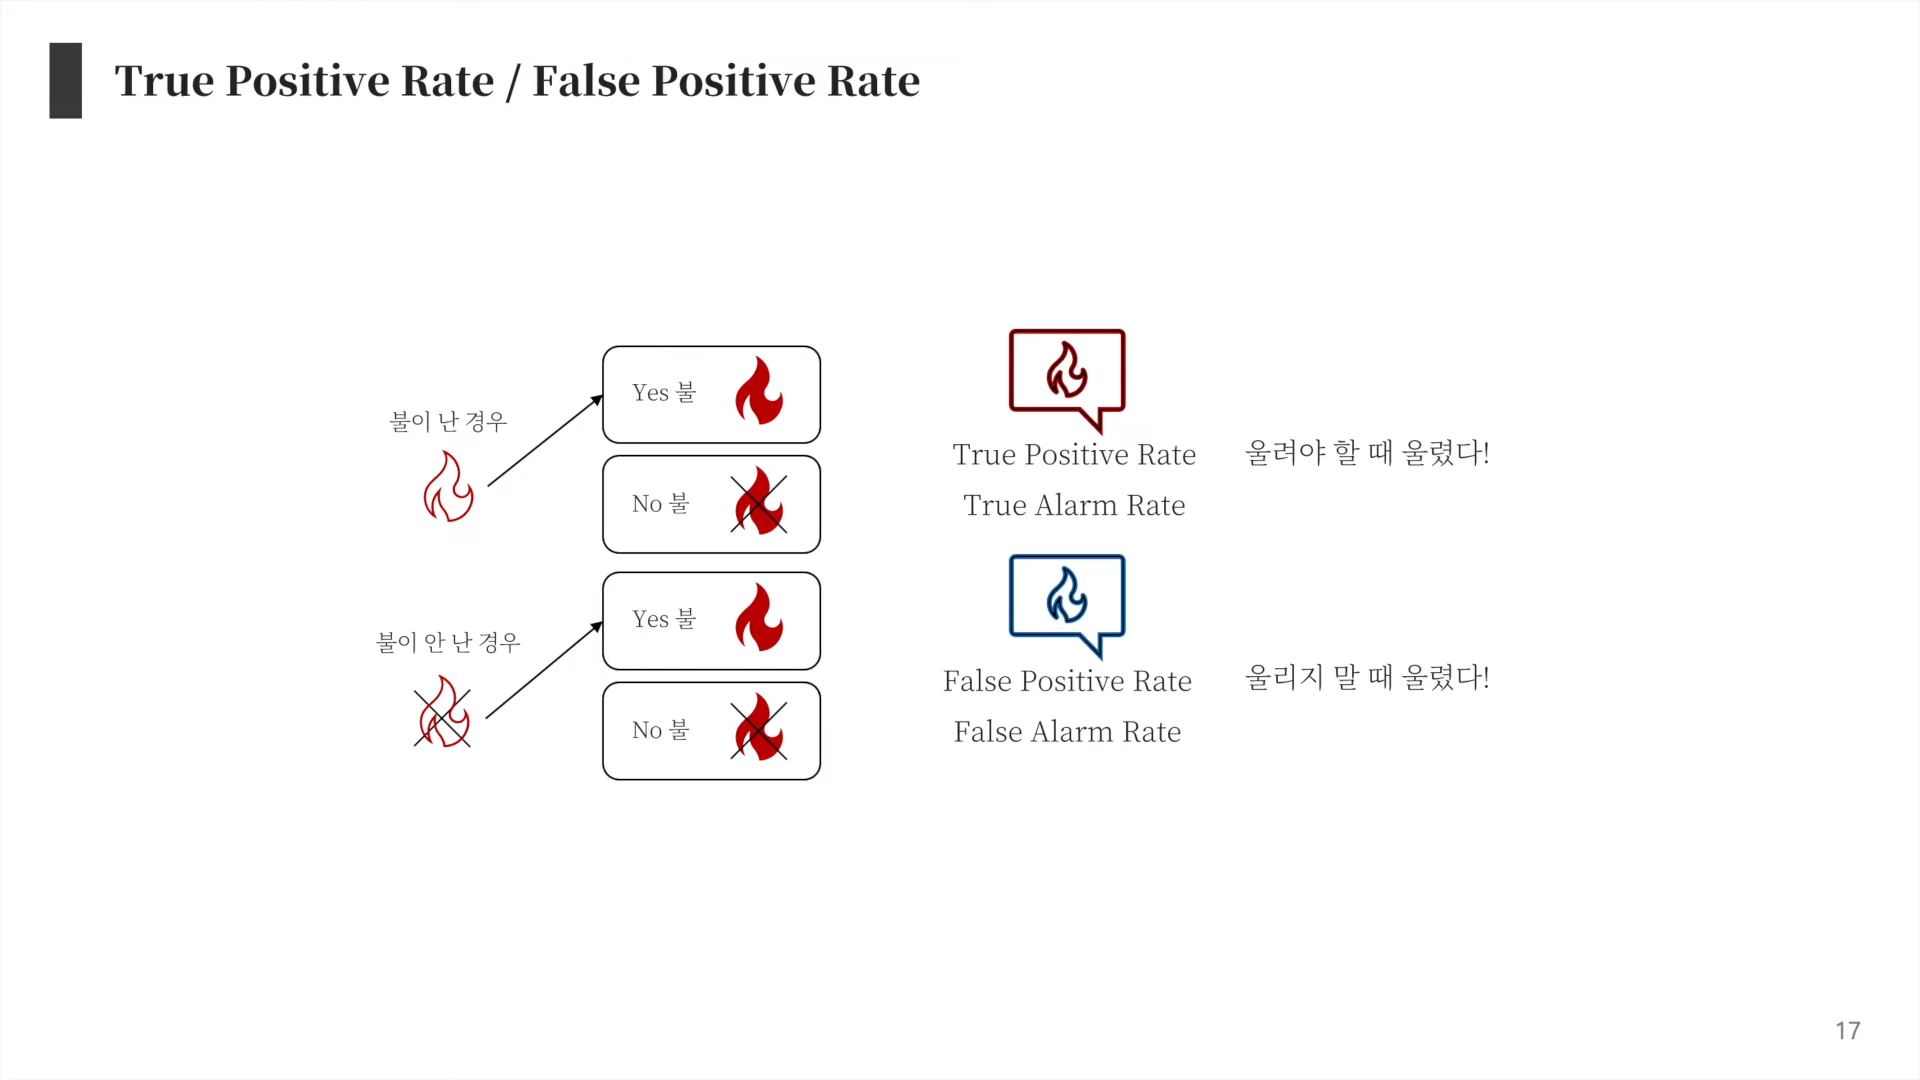 True Positive Rate / False Positive Rate
불이 난 경우
Yes 불
No 불
True Positive Rate
True Alarm Rate
울려야 할 때 울렸다!
불이 안 난 경우
Yes 불
No 불
False Positive Rate
False Alarm Rate
울리지 말 때 울렸다!
17